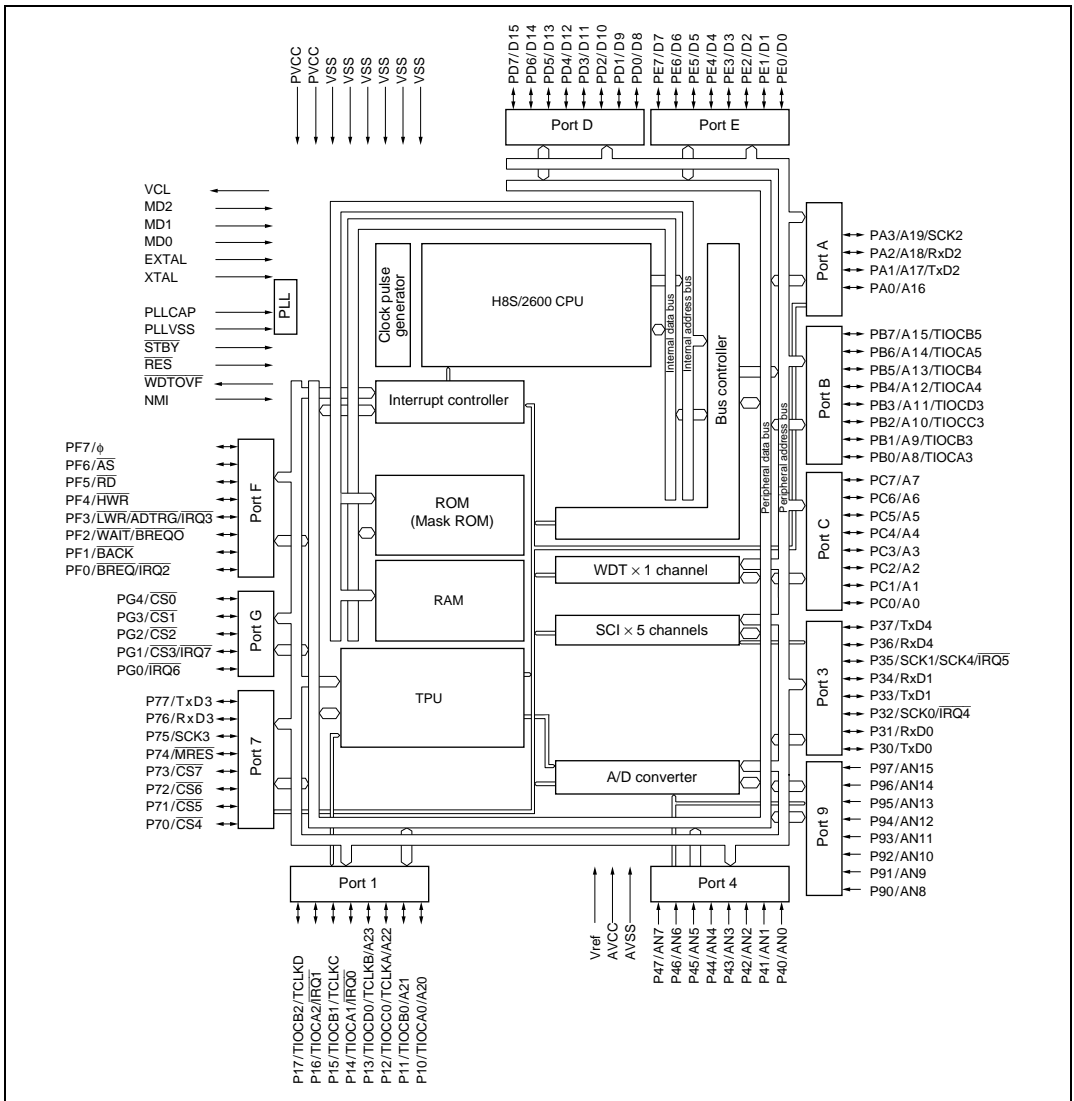 PVCC
PVCC
VSS
VSS
VSS
VSS
VSS
VSS
PD7/D15
PD6/D14
PD5/D13
PD4/D12
PD3/D11
PD2/D10
PD1/D9
PD0/D8
PE7/D7
PE6/D6
PE5/D5
PE4/D4
PE3/D3
PE2/D2
PE1/D1
PE0/D0
Port D
Port E
VCL
MD2
MD1
MD0
EXTAL
XTAL
PLLCAP
PLLVSS
STBY
RES
WDTOVF
NMI
PLL
Clock pulse
generator
H8S/2600 CPU
Internal data bus
Internal address bus
Bus controller
Peripheral data bus
Peripheral address bus
Interrupt controller
ROM
(Mask ROM)
RAM
TPU
WDT × 1 channel
SCI × 5 channels
A/D converter
Port A
PA3/A19/SCK2
PA2/A18/RxD2
PA1/A17/TxD2
PA0/A16
Port B
PB7/A15/TIOCB5
PB6/A14/TIOCA5
PB5/A13/TIOCB4
PB4/A12/TIOCA4
PB3/A11/TIOCD3
PB2/A10/TIOCC3
PB1/A9/TIOCB3
PB0/A8/TIOCA3
Port C
PC7/A7
PC6/A6
PC5/A5
PC4/A4
PC3/A3
PC2/A2
PC1/A1
PC0/A0
Port 3
P37/TxD4
P36/RxD4
P35/SCK1/SCK4/IRQ5
P34/RxD1
P33/TxD1
P32/SCK0/IRQ4
P31/RxD0
P30/TxD0
Port 9
P97/AN15
P96/AN14
P95/AN13
P94/AN12
P93/AN11
P92/AN10
P91/AN9
P90/AN8
PF7/ϕ
PF6/AS
PF5/RD
PF4/HWR
PF3/LWR/ADTRG/IRQ3
PF2/WAIT/BREQO
PF1/BACK
PF0/BREQ/IRQ2
Port F
PG4/CS0
PG3/CS1
PG2/CS2
PG1/CS3/IRQ7
PG0/IRQ6
Port G
P77/TxD3
P76/RxD3
P75/SCK3
P74/MRES
P73/CS7
P72/CS6
P71/CS5
P70/CS4
Port 7
Port 1
P17/TIOCB2/TCLKD
P16/TIOCA2/IRQ1
P15/TIOCB1/TCLKC
P14/TIOCA1/IRQ0
P13/TIOCD0/TCLKB/A23
P12/TIOCC0/TCLKA/A22
P11/TIOCB0/A21
P10/TIOCA0/A20
Vref
AVCC
AVSS
Port 4
P47/AN7
P46/AN6
P45/AN5
P44/AN4
P43/AN3
P42/AN2
P41/AN1
P40/AN0